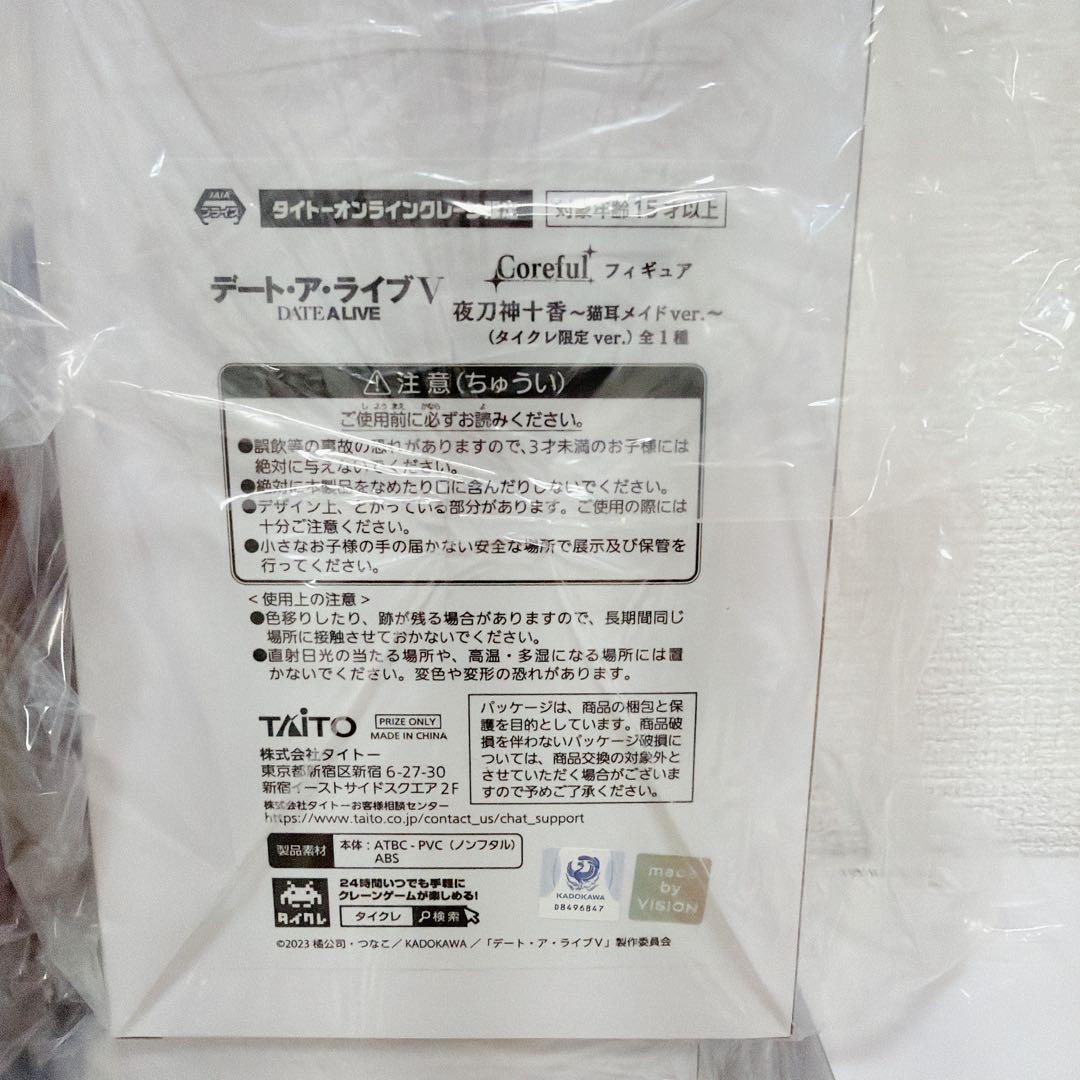 JAIA
プライズ
タイトーオンラインクレーン限定
対象年齢15才以上
デート・ア・ライブV
DATE A LIVE
Coreful フィギュア
夜刀神十香～猫耳メイドver.～
(タイクレ限定 ver.) 全1種
注意(ちゅうい)
ご使用前に必ずお読みください。
●誤飲等の事故の恐れがありますので、3才未満のお子様には
絶対に与えないでください。
●絶対に本製品をなめたり口に含んだりしないでください。
●デザイン上、とがっている部分があります。ご使用の際には
十分ご注意ください。
●小さなお子様の手の届かない安全な場所で展示及び保管を
行ってください。
<使用上の注意>
●色移りしたり、跡が残る場合がありますので、長期間同じ
場所に接触させておかないでください。
●直射日光の当たる場所や、高温・多湿になる場所には置
かないでください。変色や変形の恐れがあります。
TAITO
PRIZE ONLY
MADE IN CHINA
株式会社タイトー
東京都新宿区新宿 6-27-30
新宿イーストサイドスクエア 2F
株式会社タイトーお客様相談センター
https://www.taito.co.jp/contact_us/chat_support
パッケージは、商品の梱包と保
護を目的としています。商品破
損を伴わないパッケージ破損に
ついては、商品交換の対象外と
させていただく場合がございま
すので予めご了承ください。
製品素材
本体：ATBC-PVC（ノンフタル）
ABS
タイクレ
24時間いつでも手軽に
クレーンゲームが楽しめる!
タイクレ 検索
KADOKAWA
DB496847
made
by
VISION
©2023 橘公司・つなこ／KADOKAWA／「デート・ア・ライブV」製作委員会